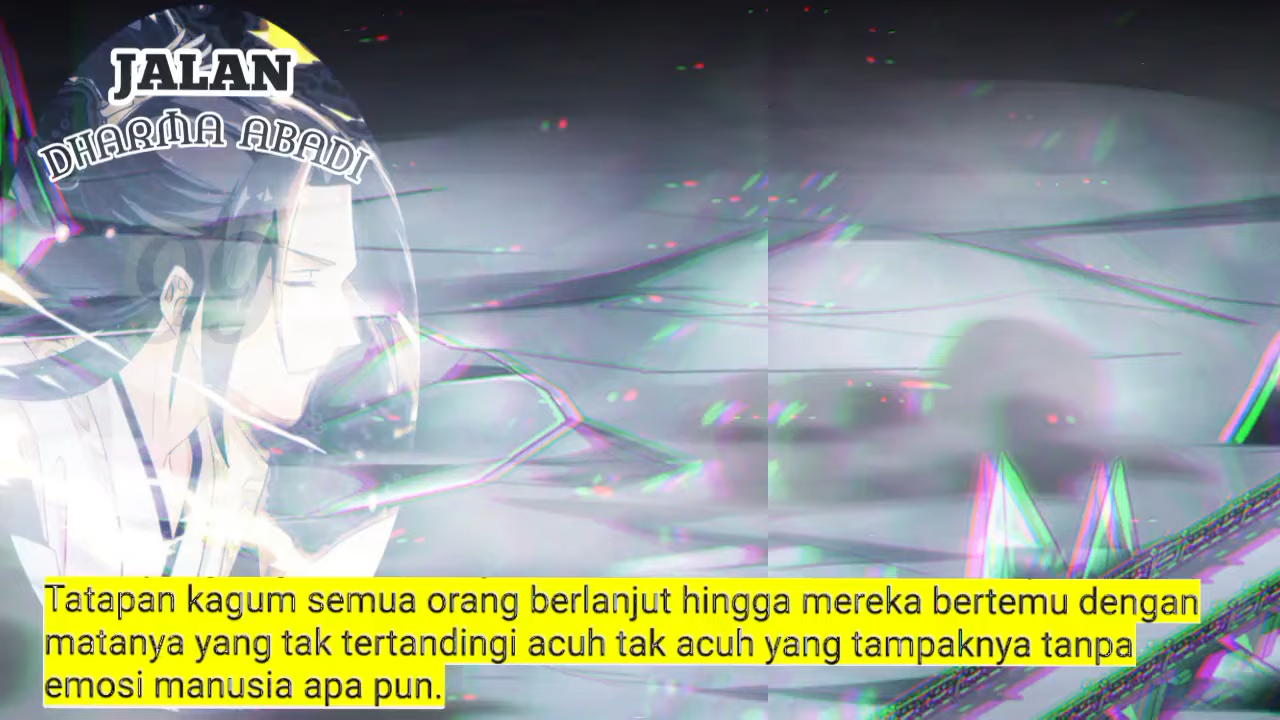 JALAN
DHARMA ABADI
99
Tatapan kagum semua orang berlanjut hingga mereka bertemu dengan
matanya yang tak tertandingi acuh tak acuh yang tampaknya tanpa
emosi manusia apa pun.